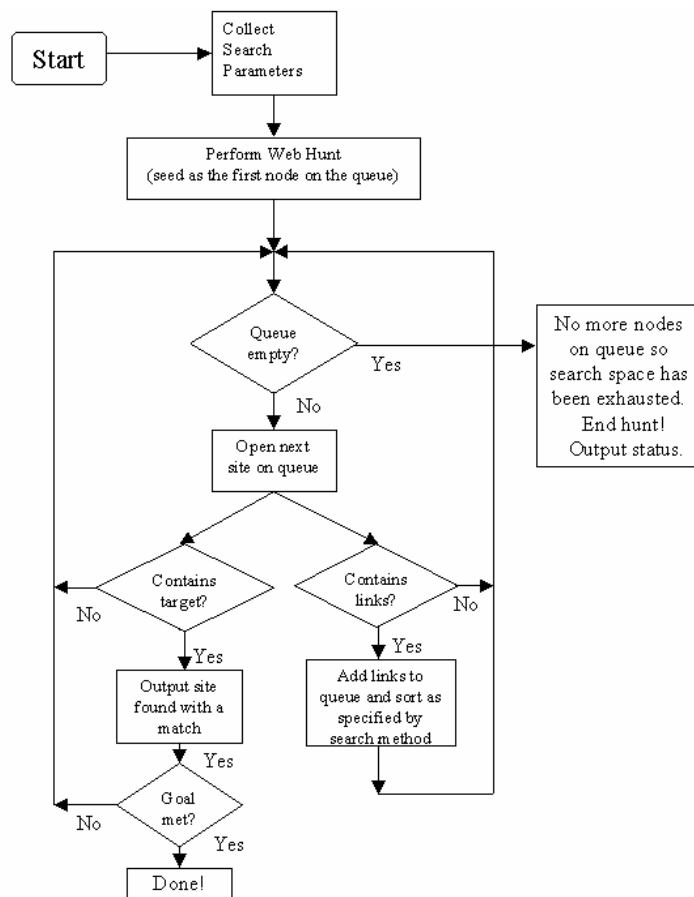 Start
Collect
Search
Parameters
Perform Web Hunt
(seed as the first node on the queue)
Queue
empty?
Yes
No
No more nodes
on queue so
search space has
been exhausted.
End hunt!
Output status.
Open next
site on queue
Contains
target?
No
Yes
Contains
links?
No
Yes
Output site
found with a
match
Yes
Add links to
queue and sort as
specified by
search method
Goal
met?
No
Yes
Done!